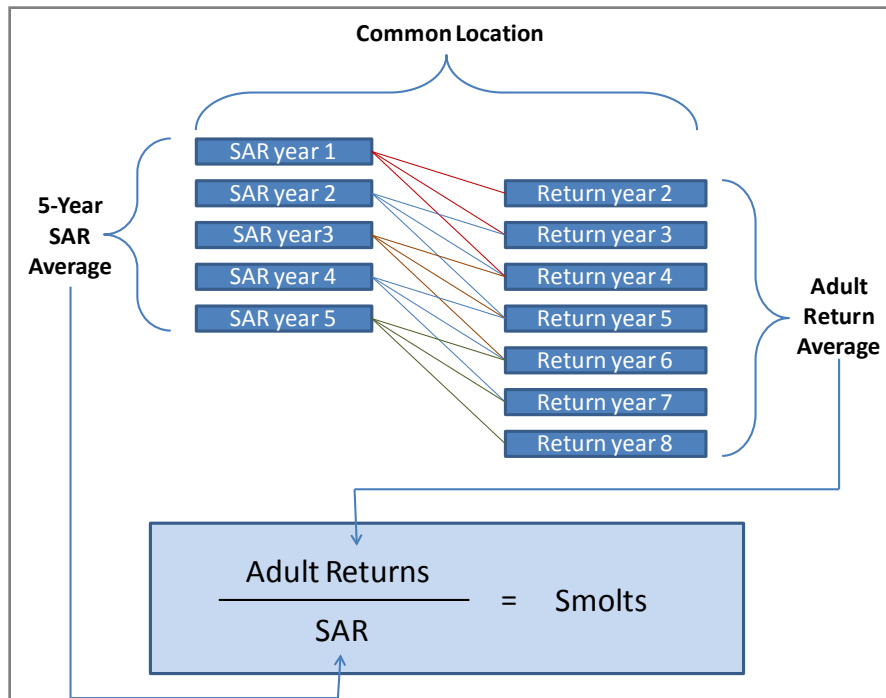 Common Location
SAR year 1
SAR year 2
SAR year3
SAR year 4
SAR year 5
5-Year
SAR
Average
Return year 2
Return year 3
Return year 4
Return year 5
Return year 6
Return year 7
Return year 8
Adult
Return
Average
Adult Returns
SAR
= Smolts